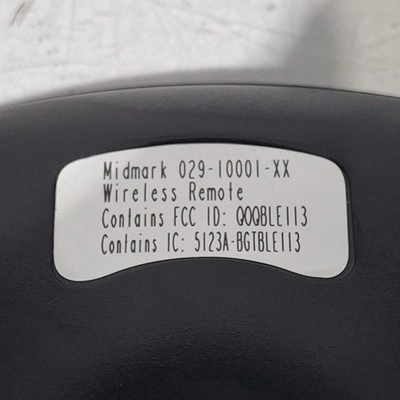 Midmark 029-10001-XX
Wireless Remote
Contains FCC ID: QOQBLE113
Contains IC: 5123A-BGTBLE113